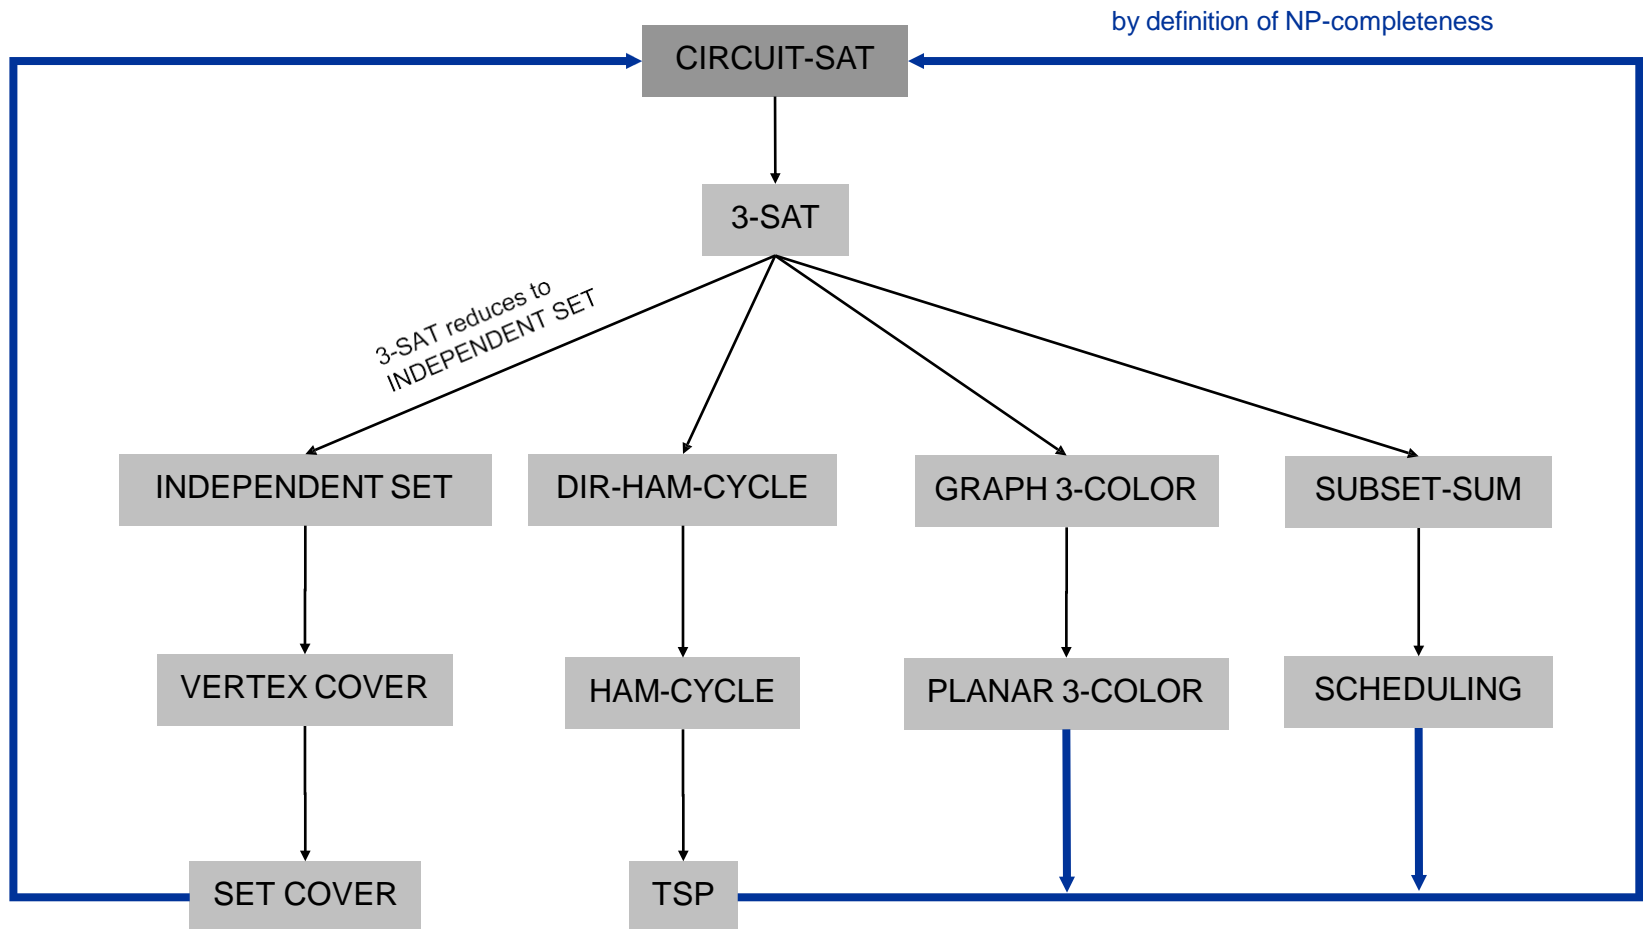 by definition of NP-completeness
CIRCUIT-SAT
3-SAT
3-SAT reduces to
INDEPENDENT SET
INDEPENDENT SET
DIR-HAM-CYCLE
GRAPH 3-COLOR
SUBSET-SUM
VERTEX COVER
HAM-CYCLE
PLANAR 3-COLOR
SCHEDULING
SET COVER
TSP